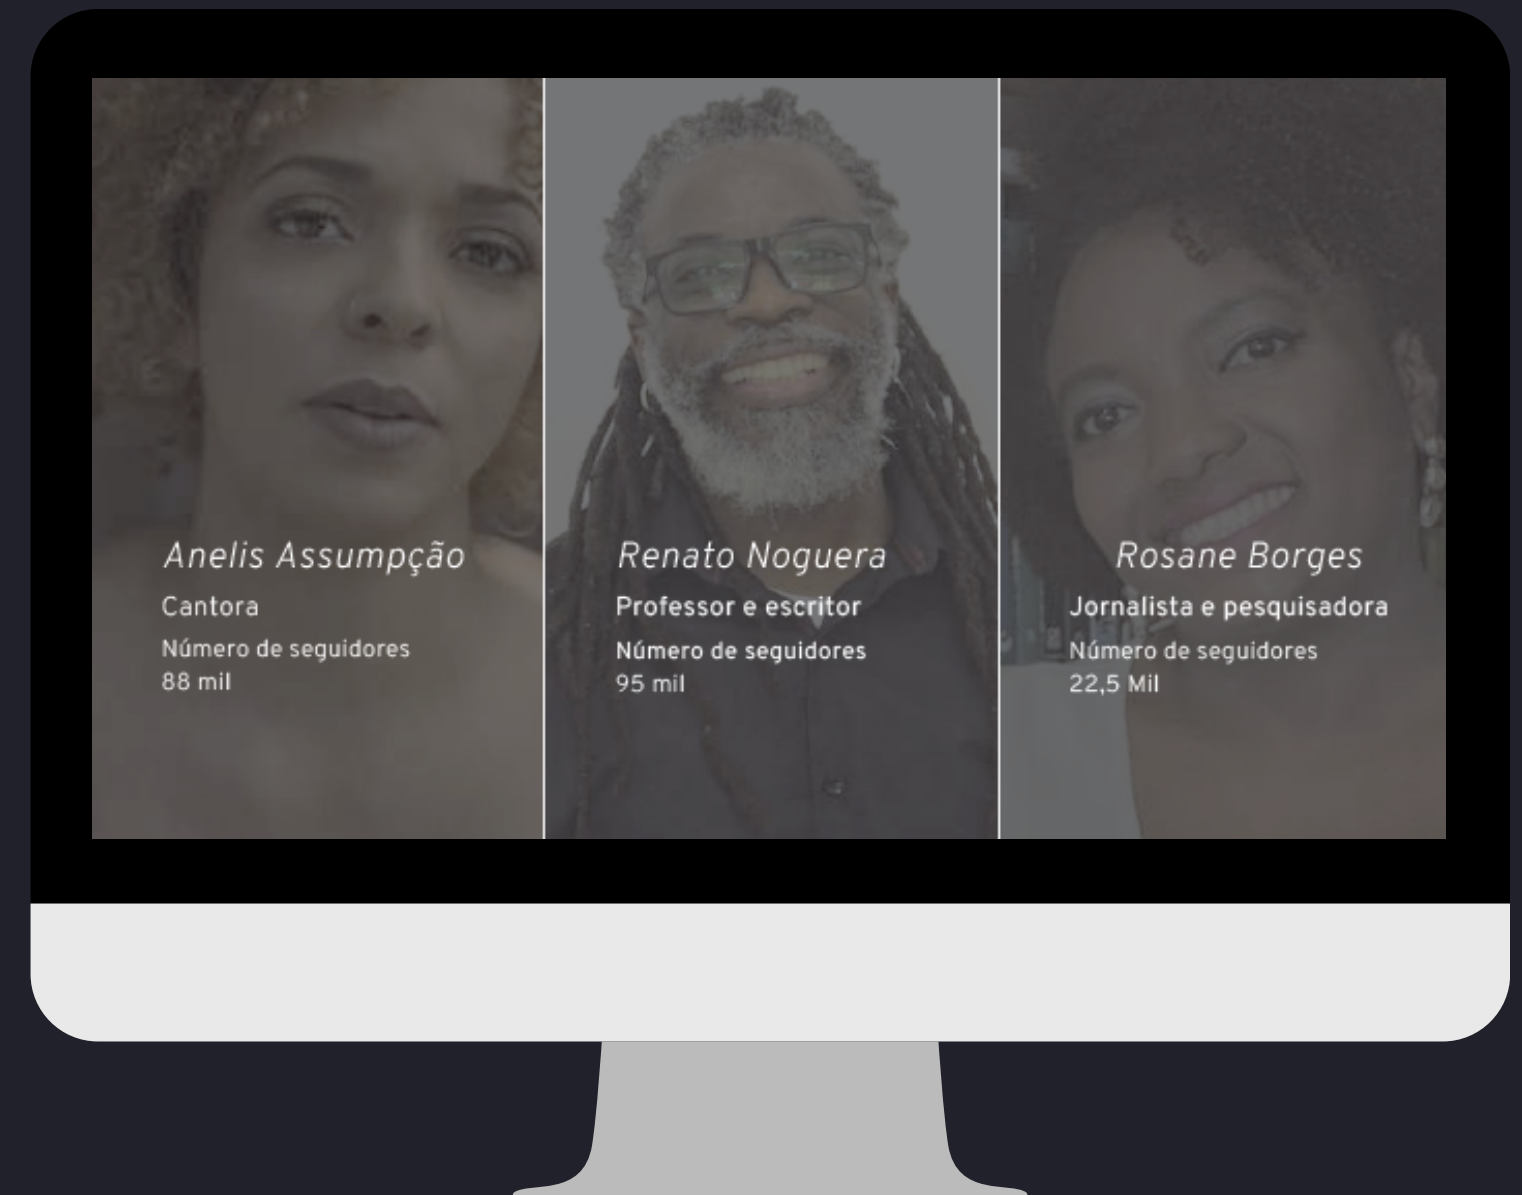 Anelis Assumpção
Cantora
Número de seguidores
88 mil
Renato Noguera
Professor e escritor
Número de seguidores
95 mil
Rosane Borges
Jornalista e pesquisadora
Número de seguidores
22,5 Mil